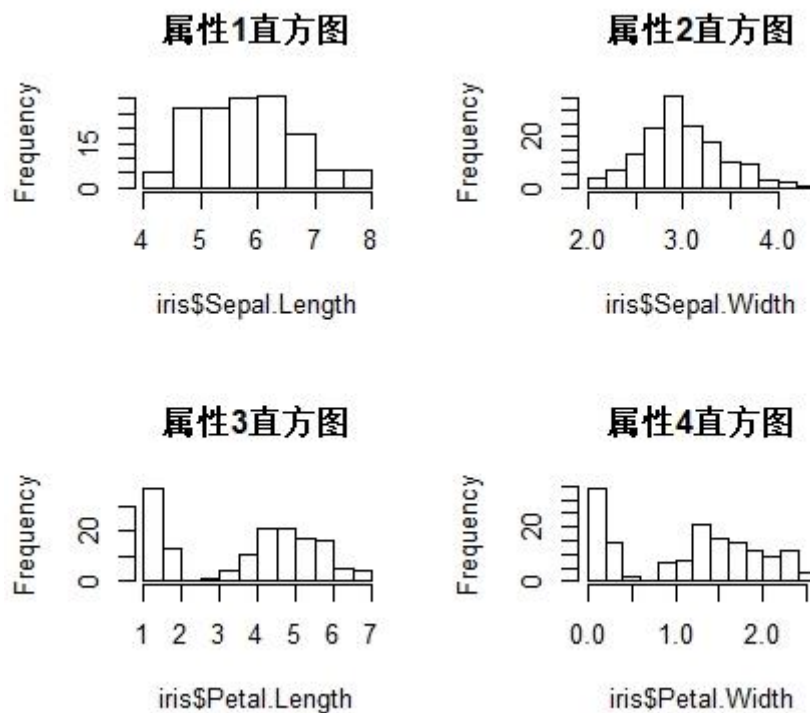 属性1直方图
Frequency
0 15
4 5 6 7 8
iris$Sepal.Length
属性2直方图
Frequency
0 20
2.0 3.0 4.0
iris$Sepal.Width
属性3直方图
Frequency
0 20
1 2 3 4 5 6 7
iris$Petal.Length
属性4直方图
Frequency
0 20
0.0 1.0 2.0
iris$Petal.Width